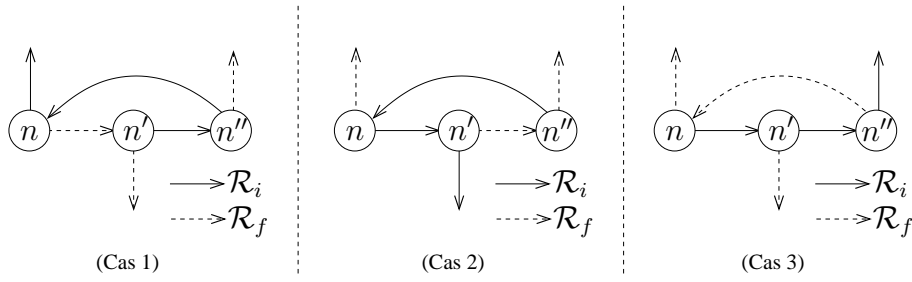 n n′ n′′
ℛi
ℛf
(Cas 1)
n n′ n′′
ℛi
ℛf
(Cas 2)
n n′ n′′
ℛi
ℛf
(Cas 3)